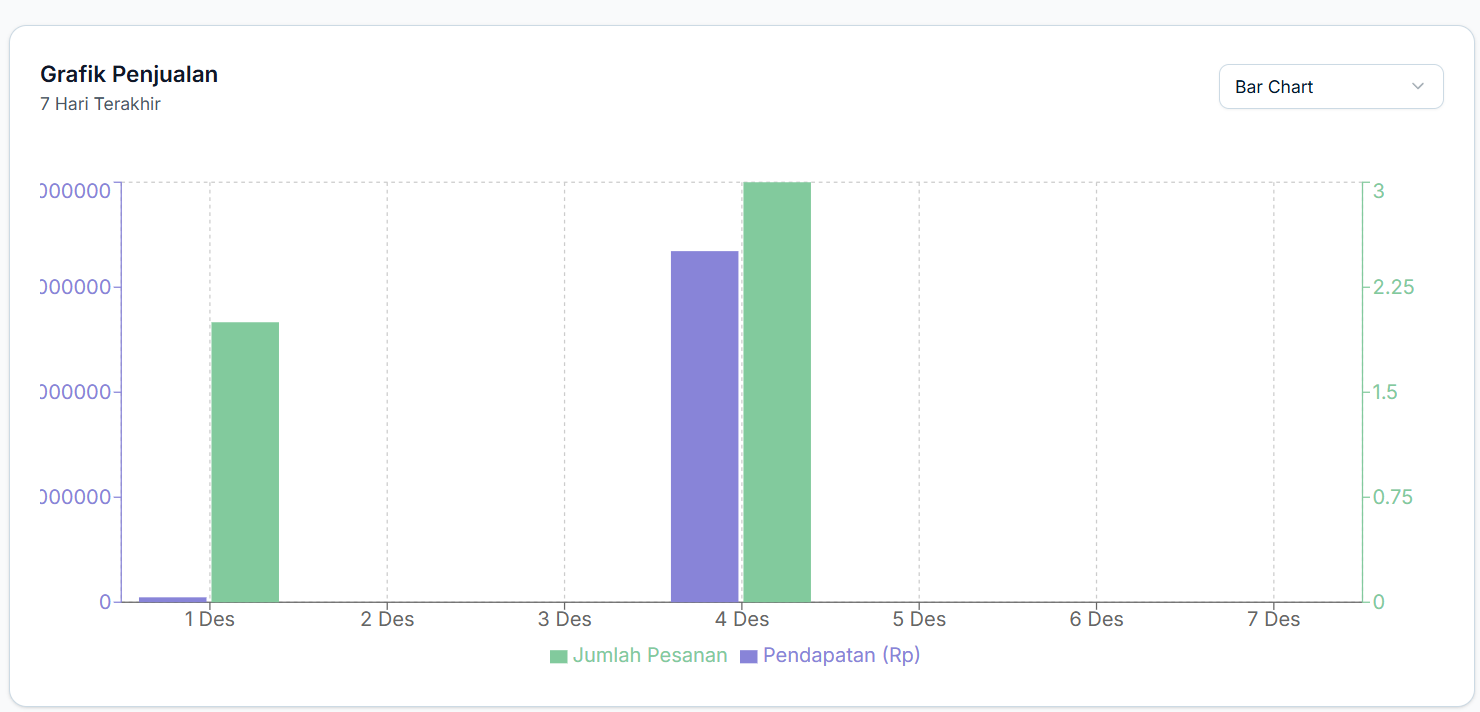 Grafik Penjualan
7 Hari Terakhir
Bar Chart
000000
000000
000000
000000
0
3
2.25
1.5
0.75
0
1 Des
2 Des
3 Des
4 Des
5 Des
6 Des
7 Des
Jumlah Pesanan
Pendapatan (Rp)